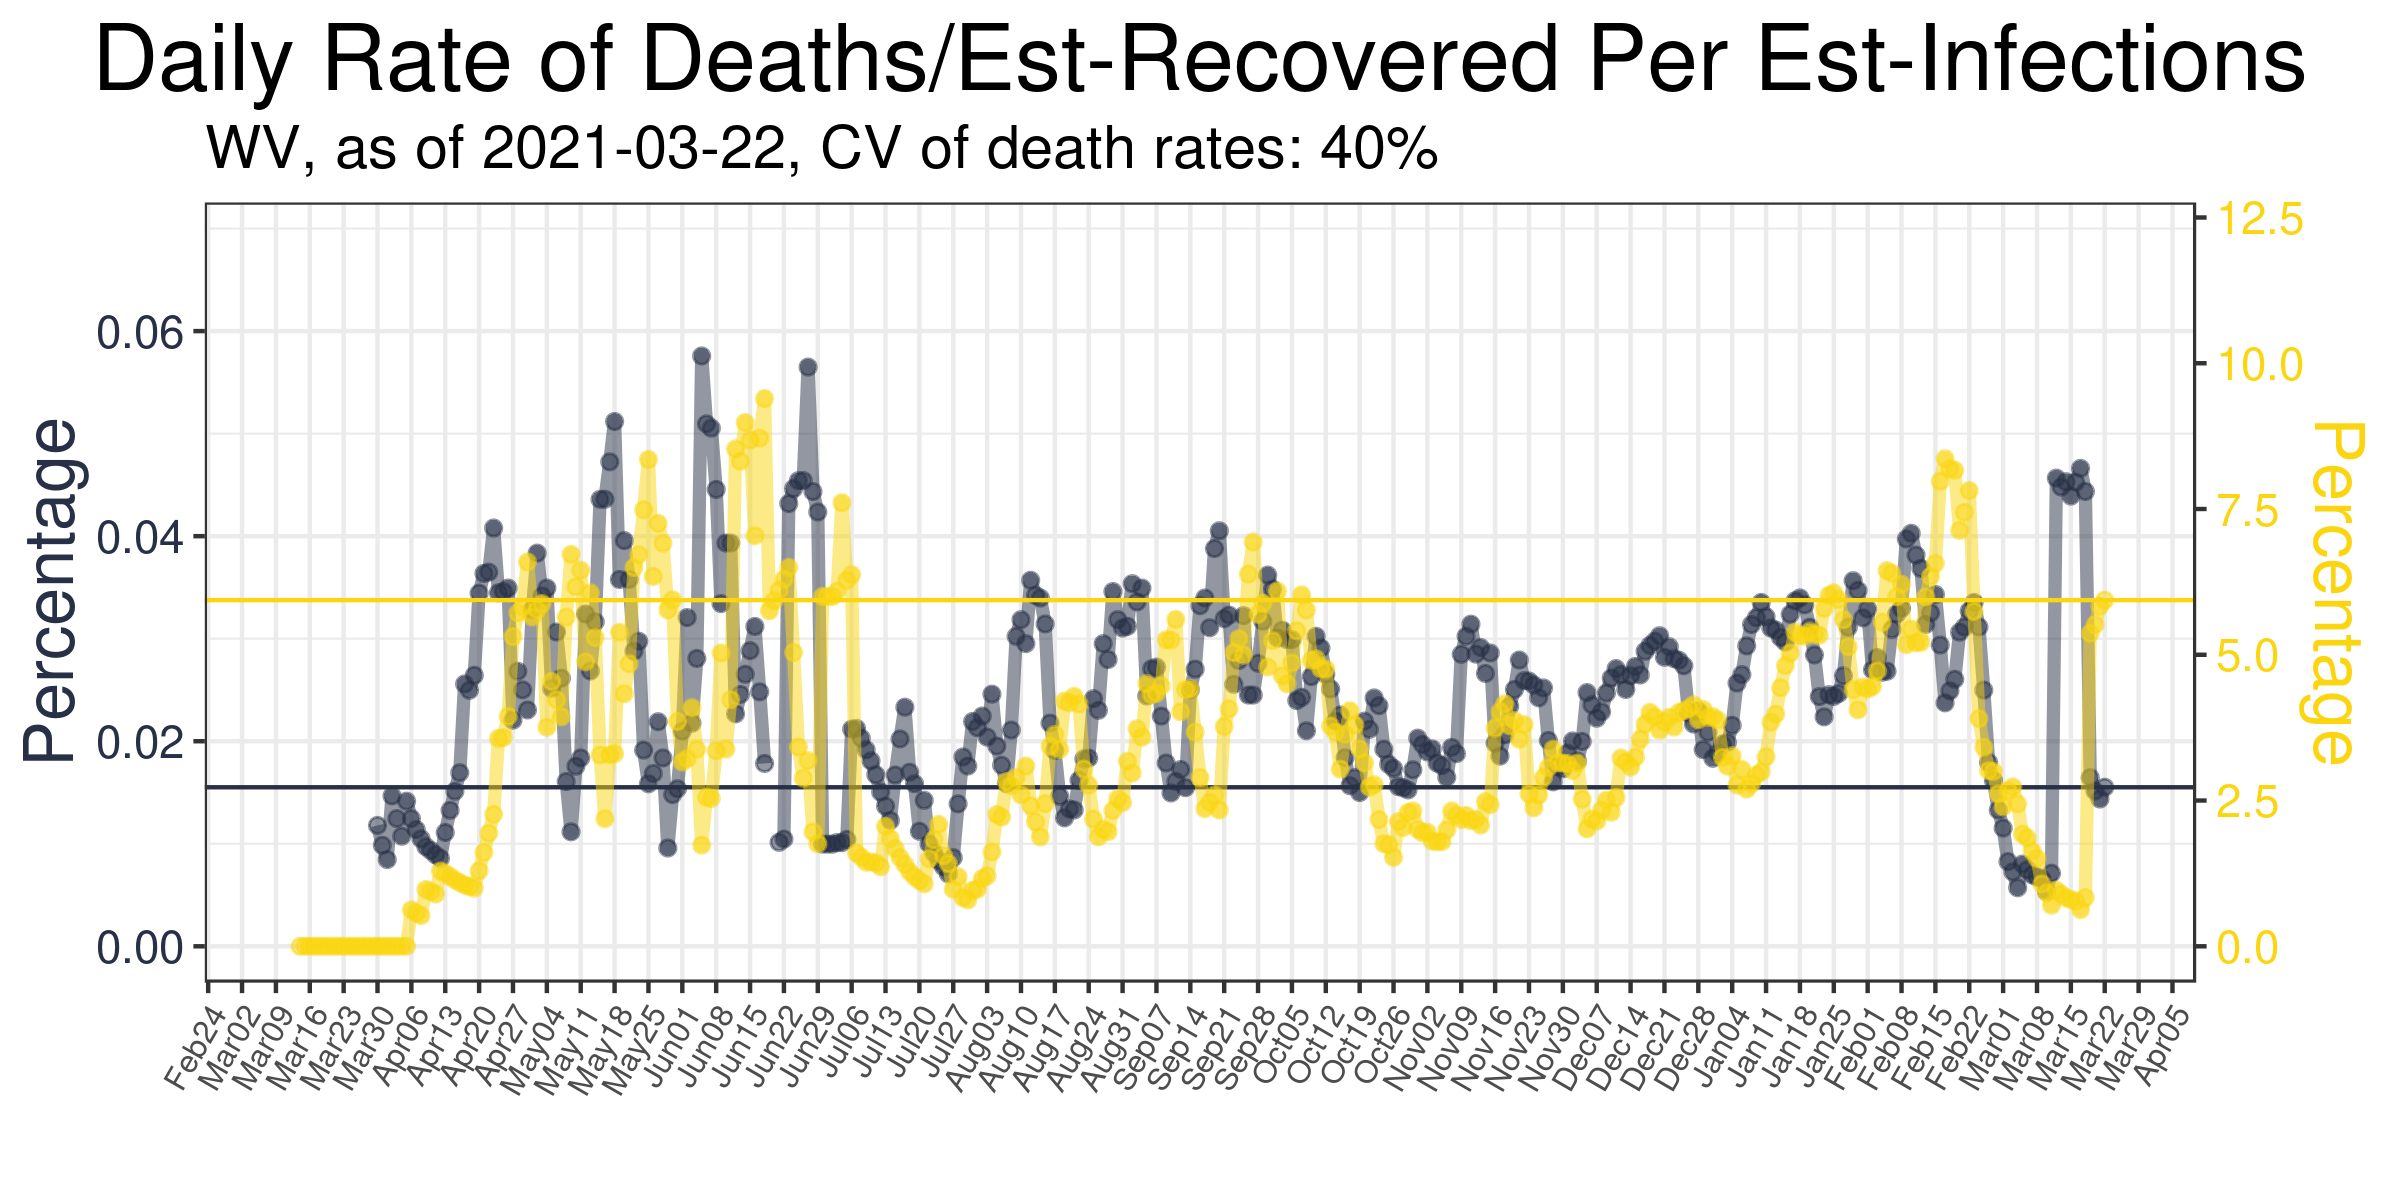 Daily Rate of Deaths/Est-Recovered Per Est-Infections
WV, as of 2021-03-22, CV of death rates: 40%
Percentage
0.06
0.04
0.02
0.00
12.5
10.0
7.5
5.0
2.5
0.0
Percentage
Feb24
Mar02
Mar09
Mar16
Mar23
Mar30
Apr06
Apr13
Apr20
Apr27
May04
May11
May18
May25
Jun01
Jun08
Jun15
Jun22
Jun29
Jul06
Jul13
Jul20
Jul27
Aug03
Aug10
Aug17
Aug24
Aug31
Sep07
Sep14
Sep21
Sep28
Oct05
Oct12
Oct19
Oct26
Nov02
Nov09
Nov16
Nov23
Nov30
Dec07
Dec14
Dec21
Dec28
Jan04
Jan11
Jan18
Jan25
Feb01
Feb08
Feb15
Feb22
Mar01
Mar08
Mar15
Mar22
Mar29
Apr05